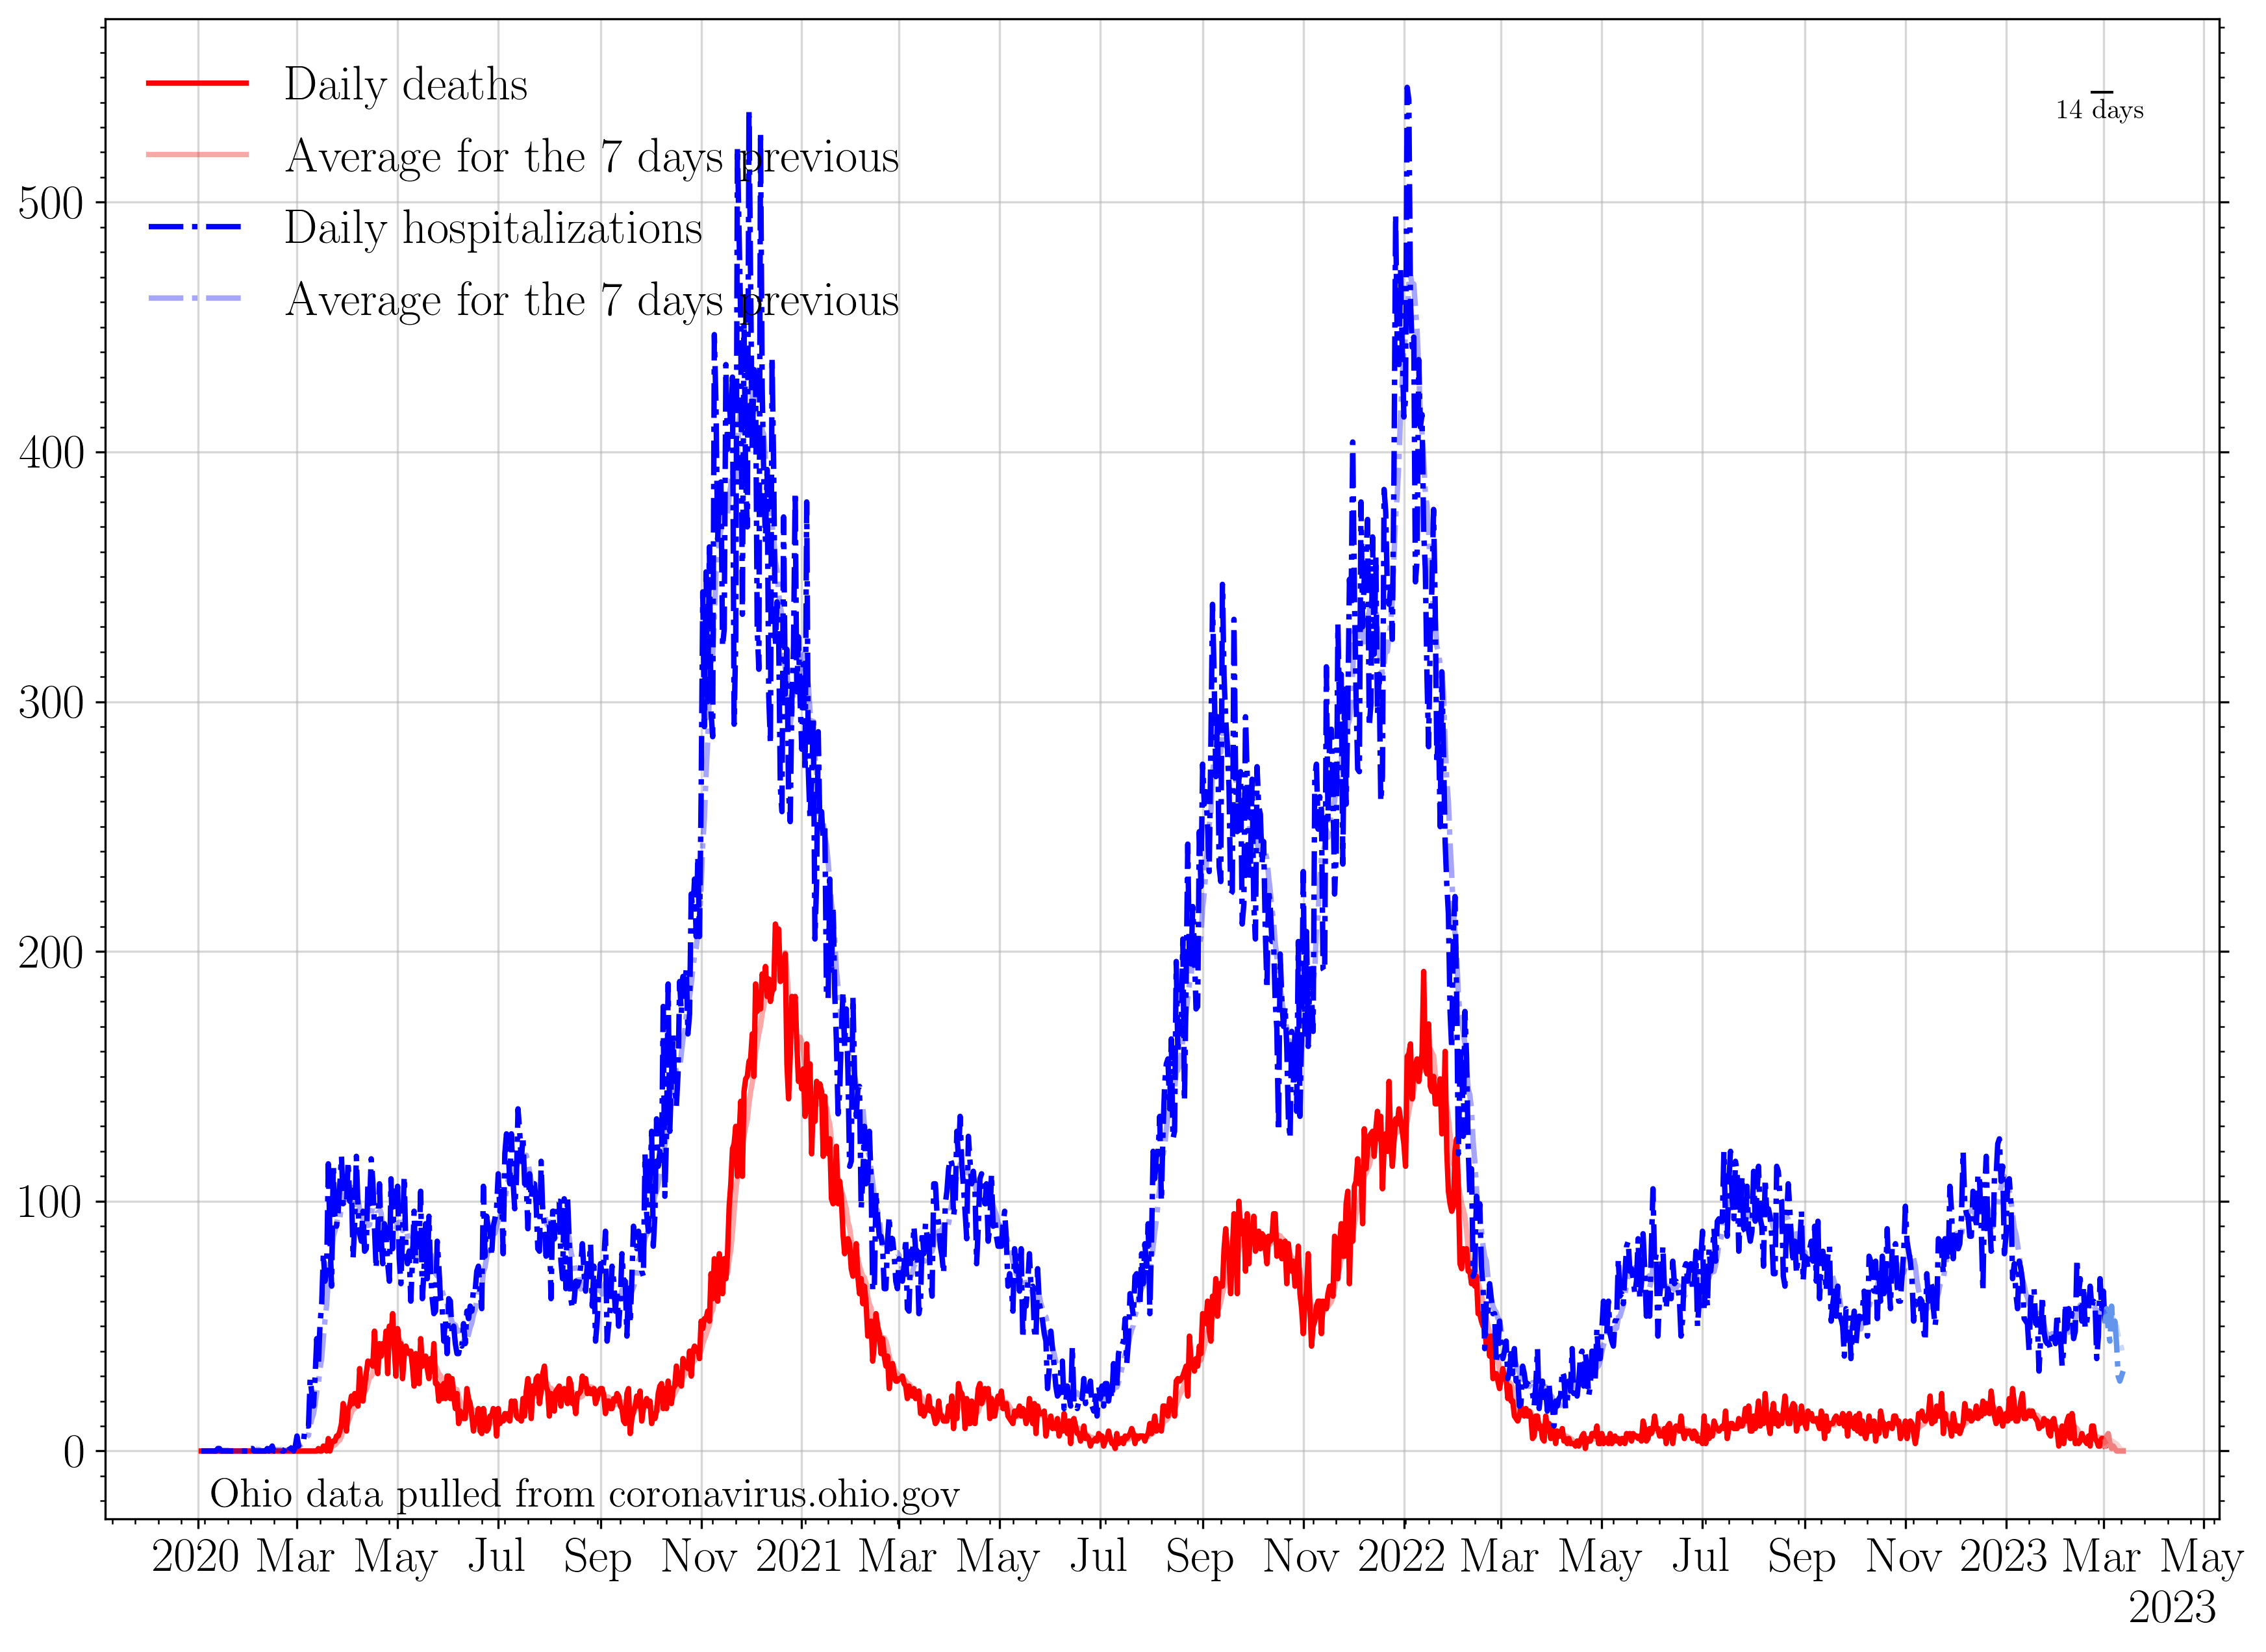 Daily deaths
Average for the 7 days previous
Daily hospitalizations
Average for the 7 days previous
14 days
500
400
300
200
100
0
Ohio data pulled from coronavirus.ohio.gov
2020 Mar May Jul Sep Nov 2021 Mar May Jul Sep Nov 2022 Mar May Jul Sep Nov 2023 Mar May
2023